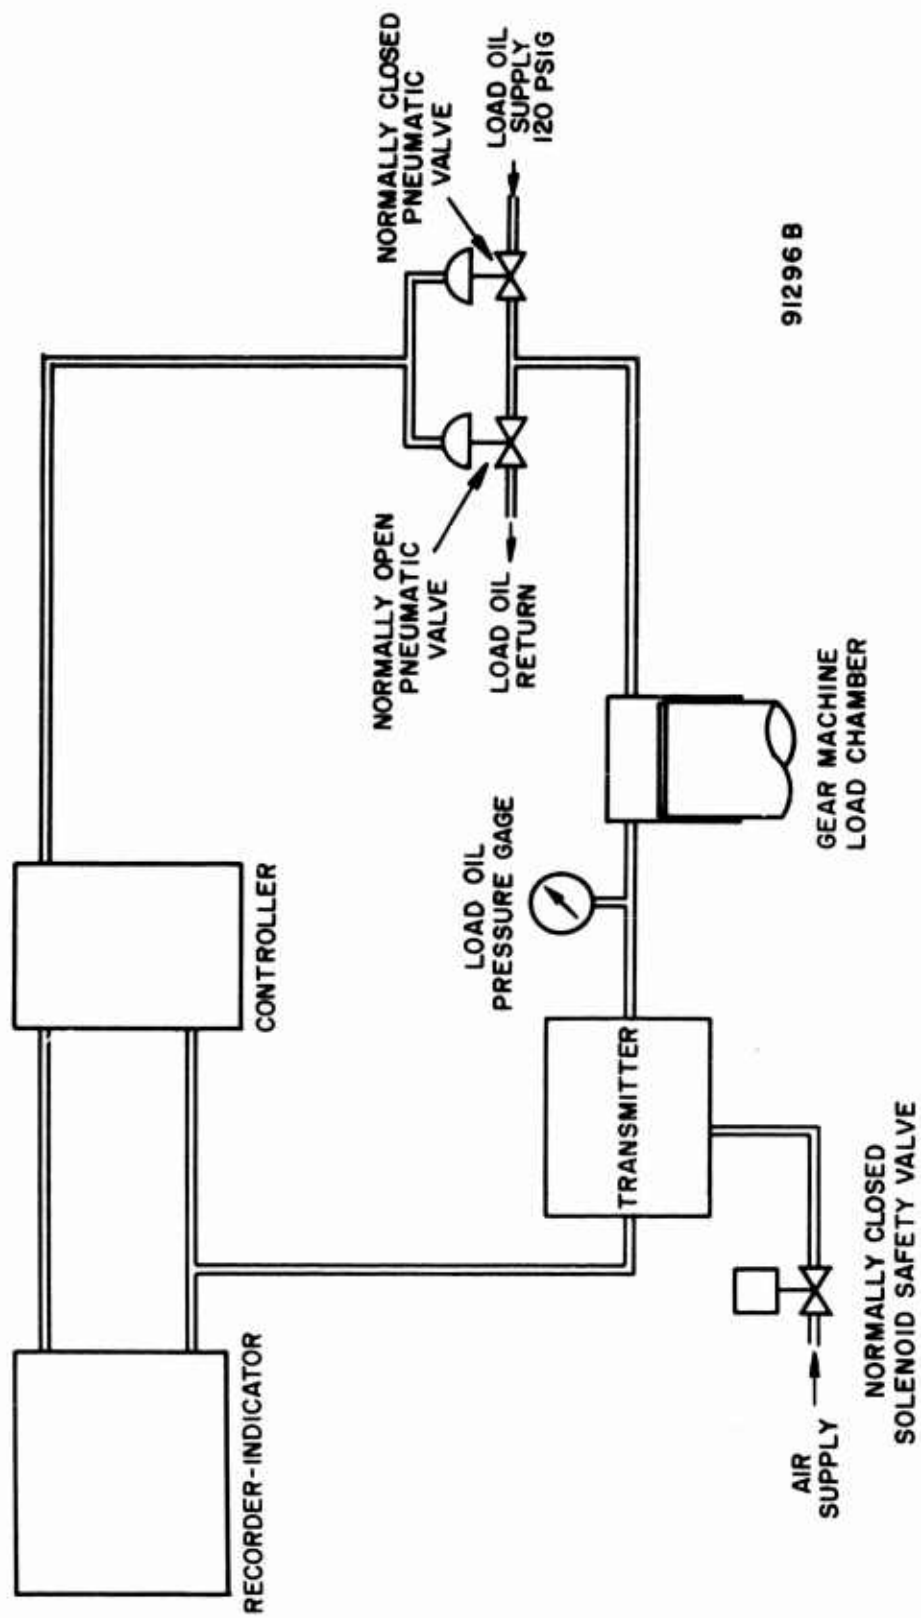 RECORDER-INDICATOR
CONTROLLER
NORMALLY CLOSED
PNEUMATIC
VALVE
NORMALLY OPEN
PNEUMATIC
VALVE
LOAD OIL
SUPPLY
120 PSIG
LOAD OIL
RETURN
LOAD OIL
PRESSURE GAGE
TRANSMITTER
GEAR MACHINE
LOAD CHAMBER
AIR
SUPPLY
NORMALLY CLOSED
SOLENOID SAFETY VALVE
91296 B